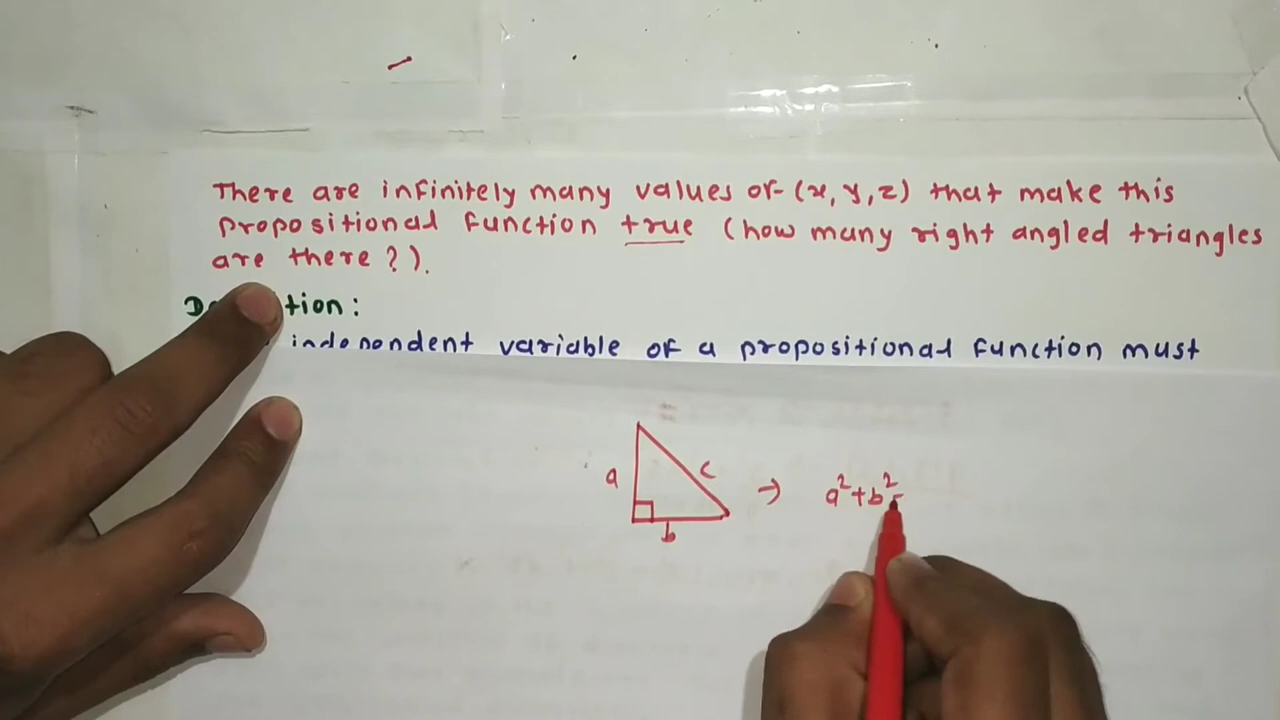 There are infinitely many values of (x, y, z) that make this
propositional function true (how many right angled triangles
are there?).
independent variable of a propositional function must
a
c
b
→ a²+b²